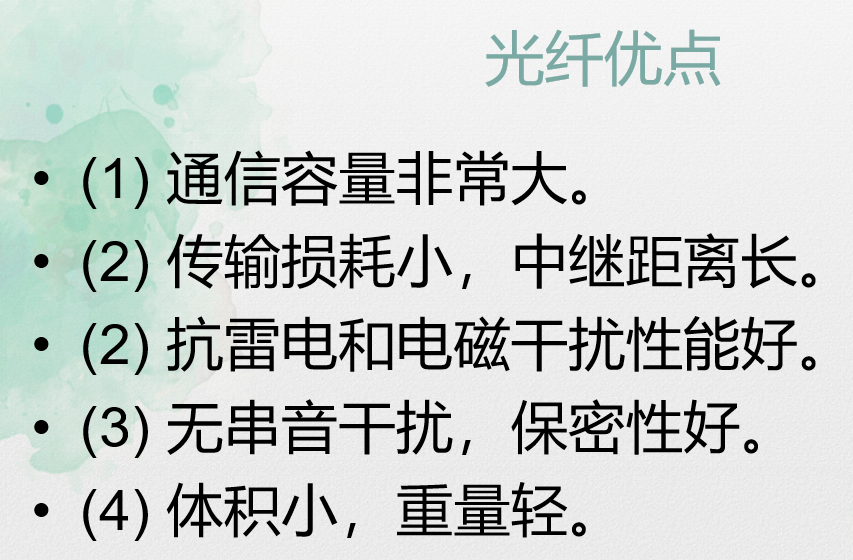 光纤优点
• (1) 通信容量非常大。
• (2) 传输损耗小，中继距离长。
• (2) 抗雷电和电磁干扰性能好。
• (3) 无串音干扰，保密性好。
• (4) 体积小，重量轻。